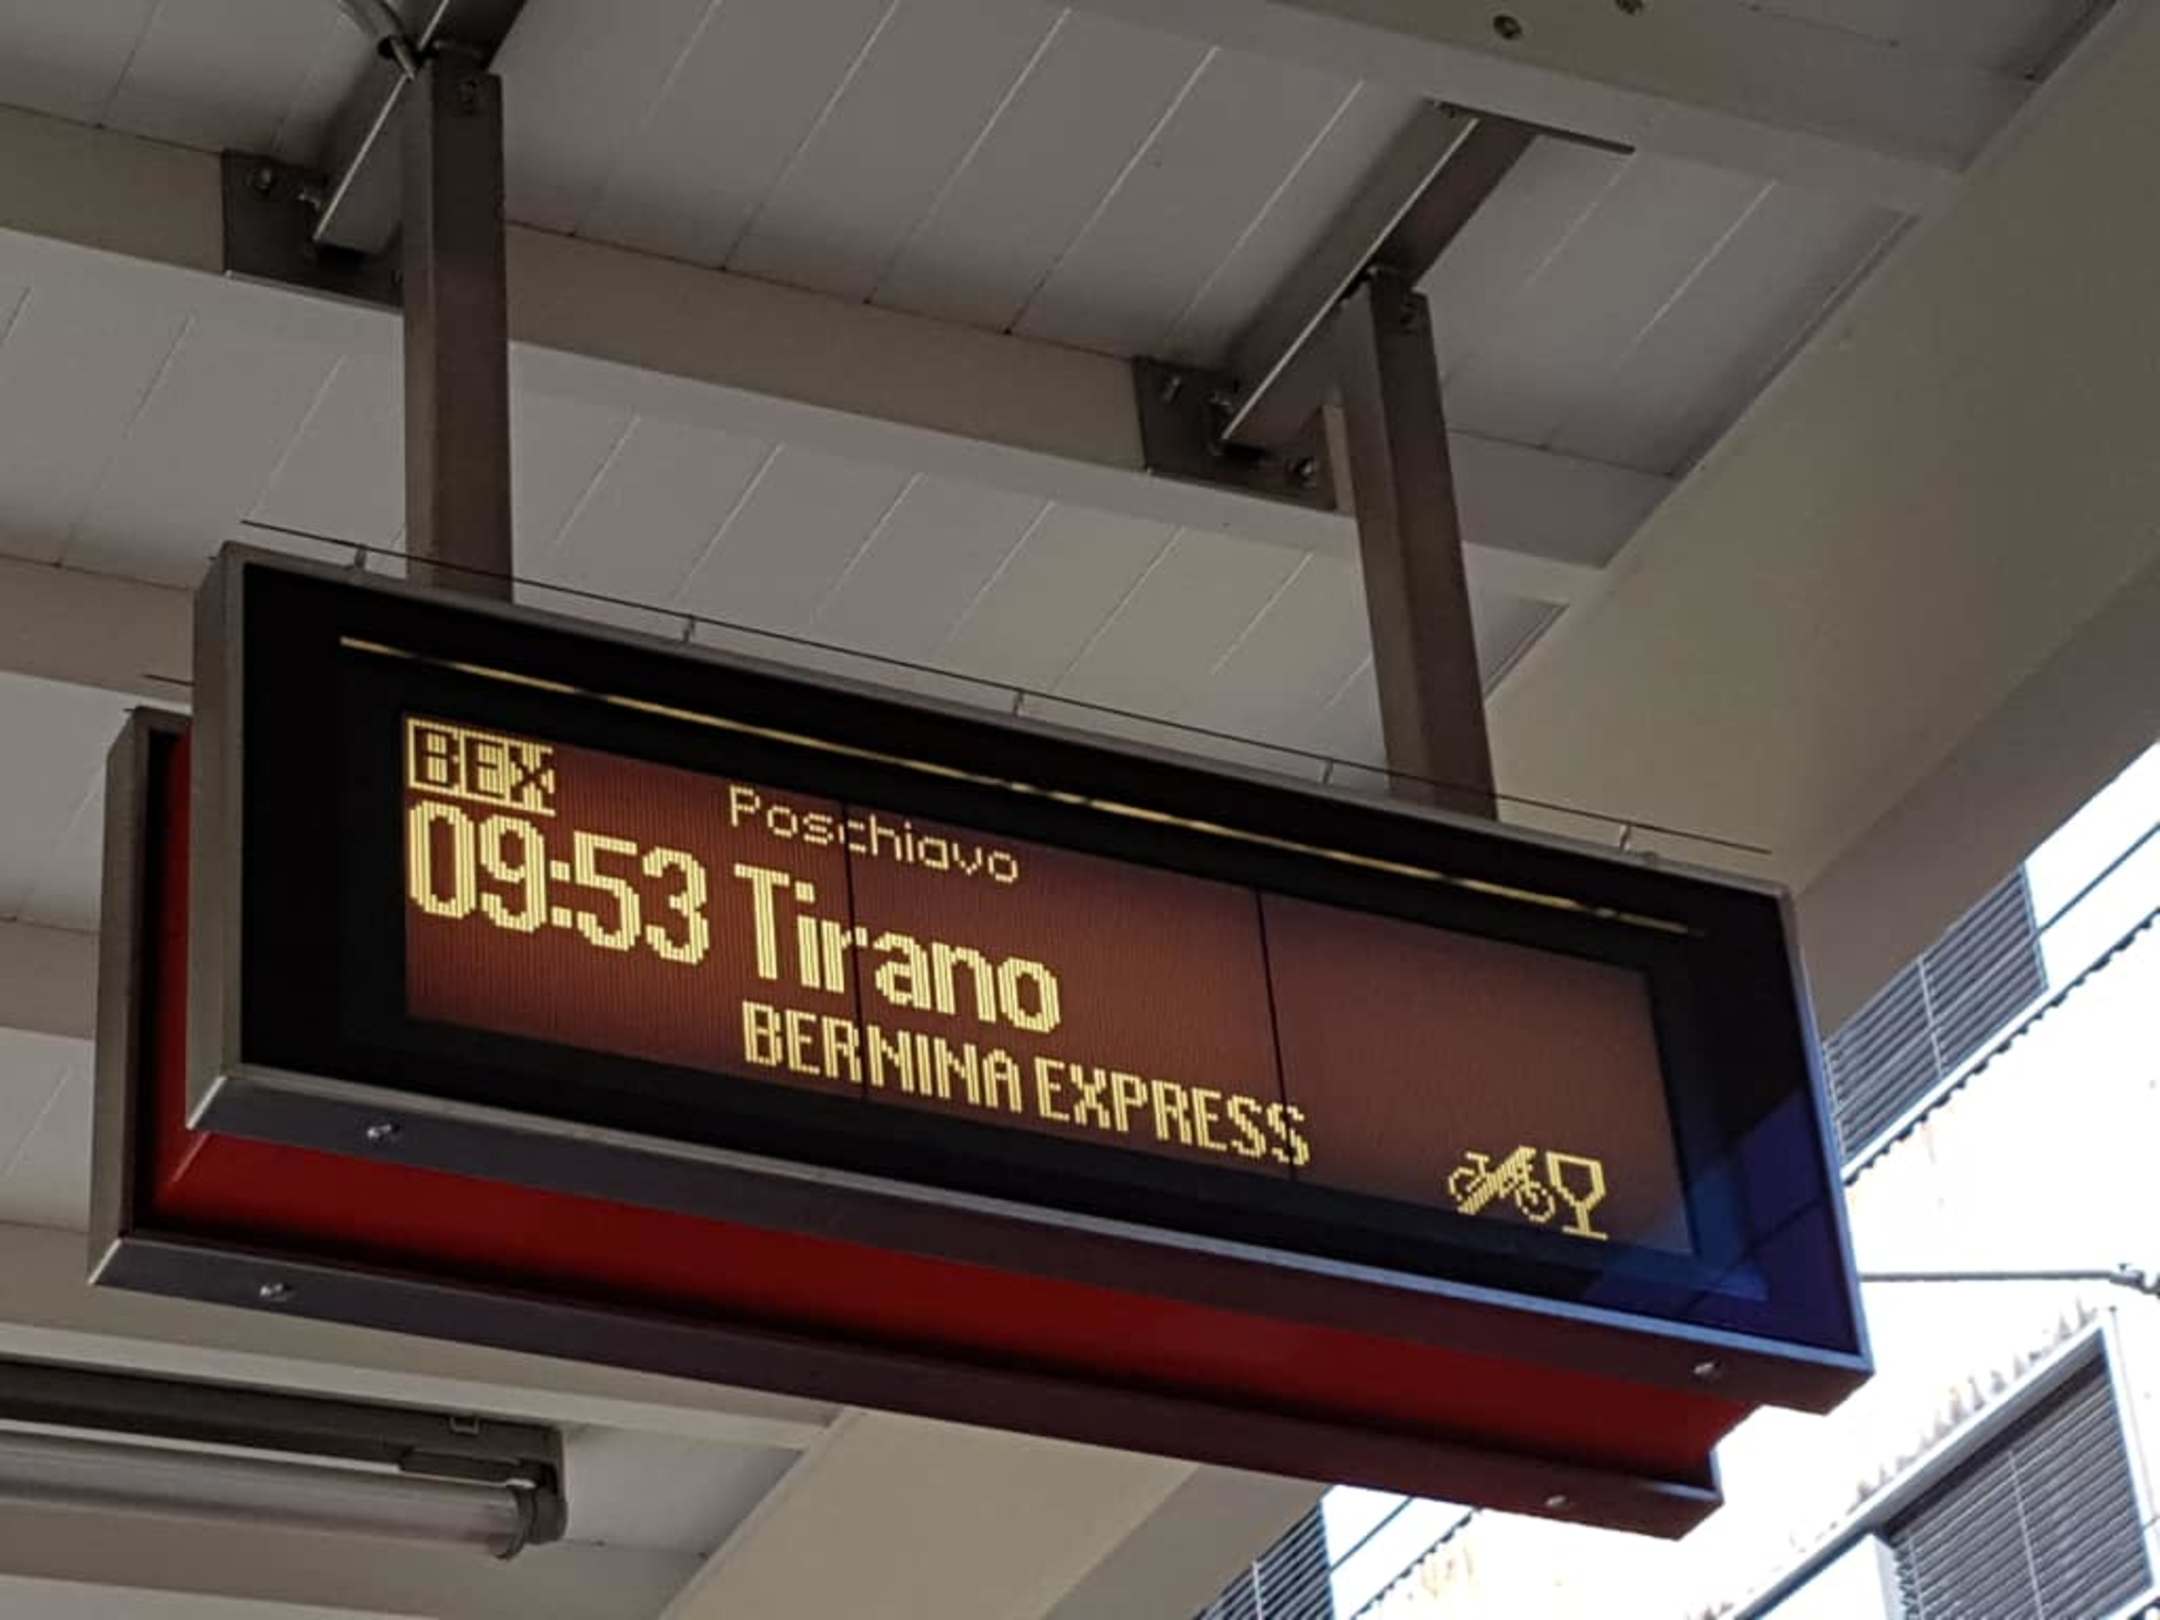 BEX
Poschiavo
09:53 Tirano
BERNINA EXPRESS